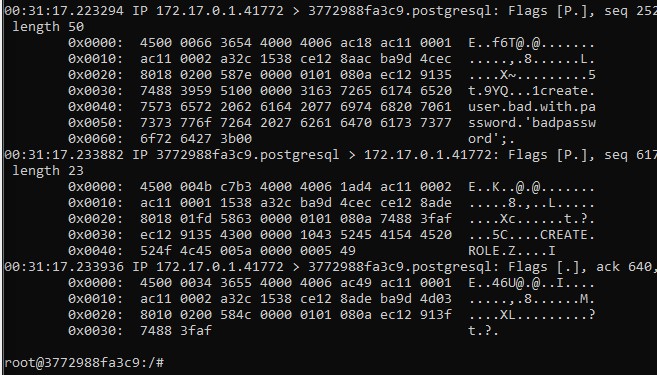 00:31:17.223294 IP 172.17.0.1.41772 > 3772988fa3c9.postgresql: Flags [P.], seq 252
length 50
0x0000: 4500 0066 3654 4000 4006 ac18 ac11 0001 E..f6T@.@.......
0x0010: ac11 0002 a32c 1538 ce12 8aac ba9d 4cec .....,.8......L.
0x0020: 8018 0200 587e 0000 0101 080a ec12 9135 ....X~.........5
0x0030: 7488 3959 5100 0000 3163 7265 6174 6520 t.9YQ...1create.
0x0040: 7573 6572 2062 6164 2077 6974 6820 7061 user.bad.with.pa
0x0050: 7373 776f 7264 2027 6261 6470 6173 7377 ssword.'badpassw
0x0060: 6f72 6427 3b00 ord';.
00:31:17.233882 IP 3772988fa3c9.postgresql > 172.17.0.1.41772: Flags [P.], seq 617
length 23
0x0000: 4500 004b c7b3 4000 4006 1ad4 ac11 0002 E..K..@.@.......
0x0010: ac11 0001 1538 a32c ba9d 4cec ce12 8ade .....8.,..L.....
0x0020: 8018 01fd 5863 0000 0101 080a 7488 3faf ....Xc......t.?.
0x0030: ec12 9135 4300 0000 1043 5245 4154 4520 ...5C....CREATE.
0x0040: 524f 4c45 005a 0000 0005 49 ROLE.Z....I
00:31:17.233936 IP 172.17.0.1.41772 > 3772988fa3c9.postgresql: Flags [.], ack 640,
0x0000: 4500 0034 3655 4000 4006 ac49 ac11 0001 E..46U@.@..I....
0x0010: ac11 0002 a32c 1538 ce12 8ade ba9d 4d03 .....,.8......M.
0x0020: 8010 0200 584c 0000 0101 080a ec12 913f ....XL.........?
0x0030: 7488 3faf t.?.
root@3772988fa3c9:/#